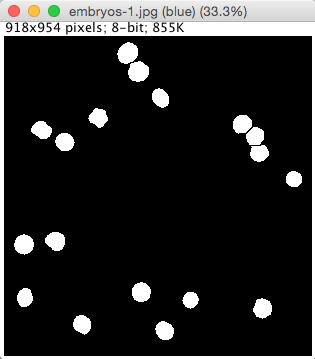 embryos-1.jpg (blue) (33.3%)
918x954 pixels; 8-bit; 855K